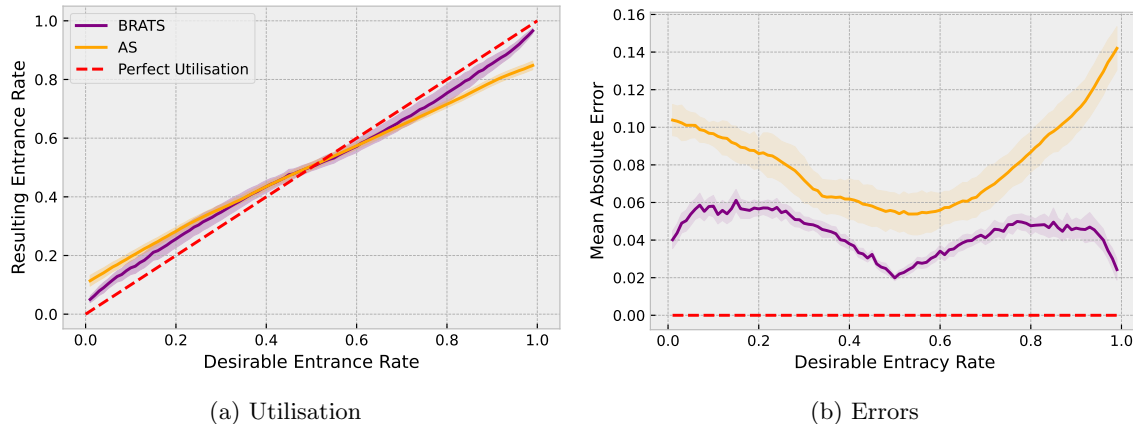 BRATS
AS
Perfect Utilisation
Resulting Entrance Rate
1.0
0.8
0.6
0.4
0.2
0.0
0.0 0.2 0.4 0.6 0.8 1.0
Desirable Entrance Rate
(a) Utilisation
Mean Absolute Error
0.16
0.14
0.12
0.10
0.08
0.06
0.04
0.02
0.00
0.0 0.2 0.4 0.6 0.8 1.0
Desirable Entracy Rate
(b) Errors